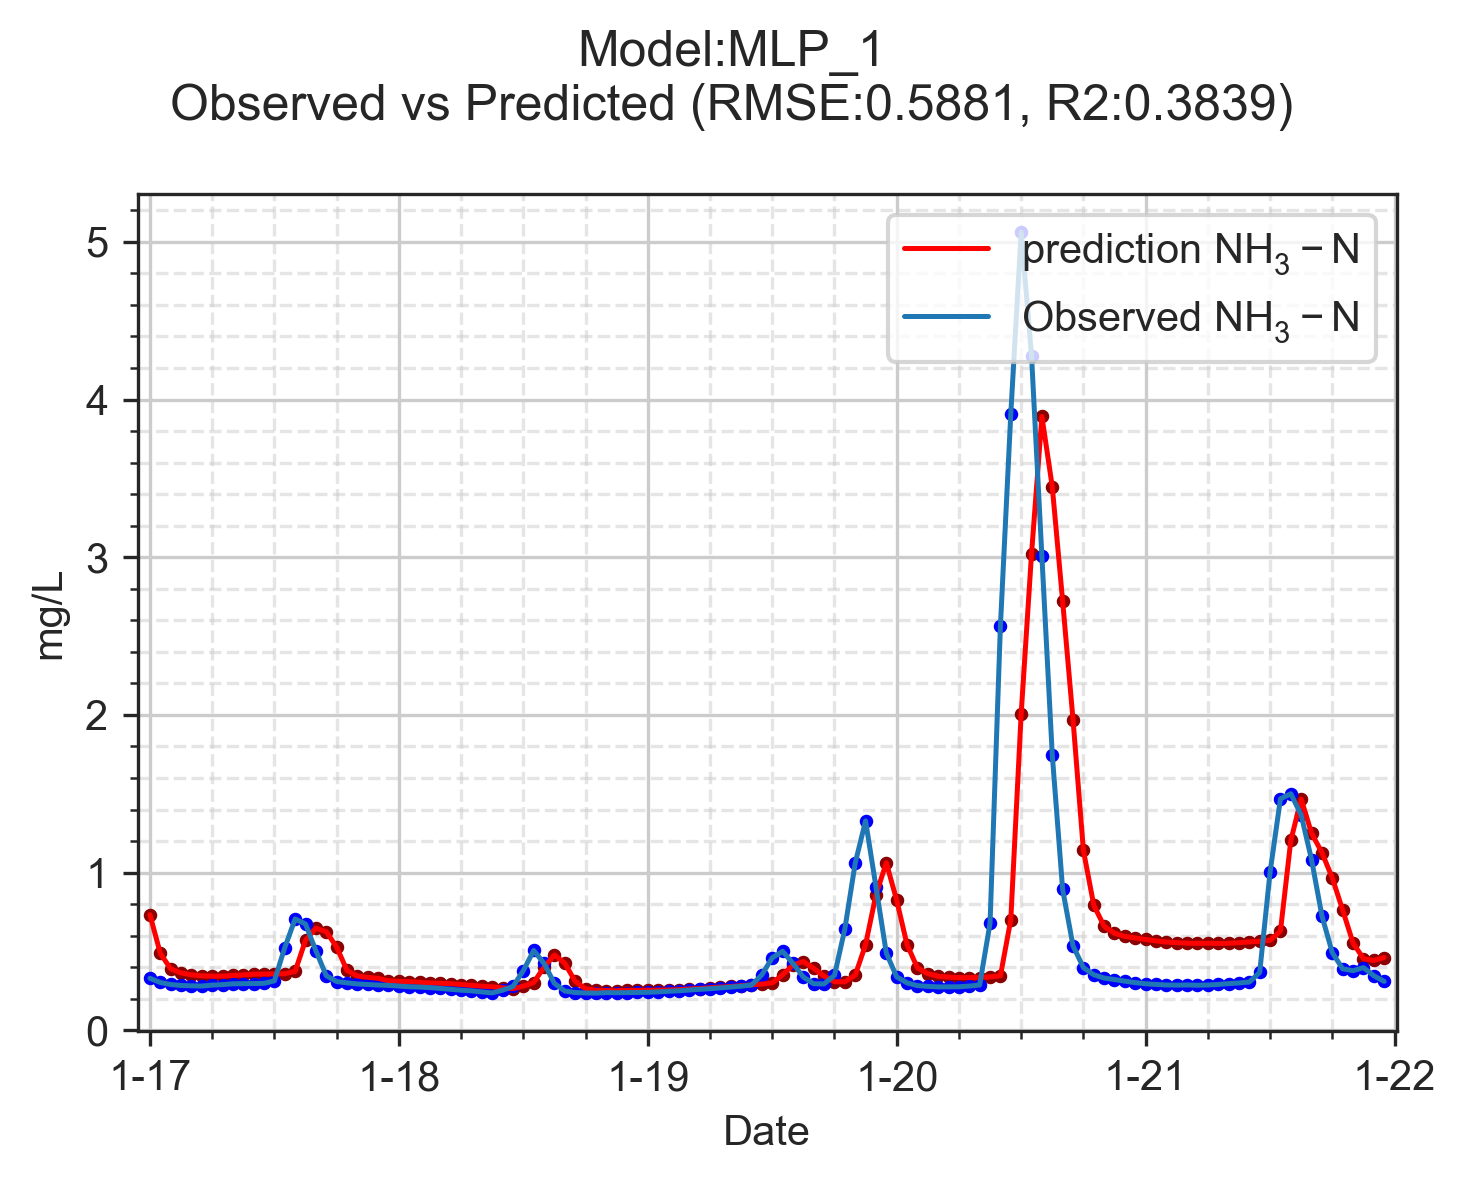 Model:MLP_1
Observed vs Predicted (RMSE:0.5881, R2:0.3839)
prediction NH₃ − N
Observed NH₃ − N
5
4
3
2
1
0
mg/L
1-17 1-18 1-19 1-20 1-21 1-22
Date